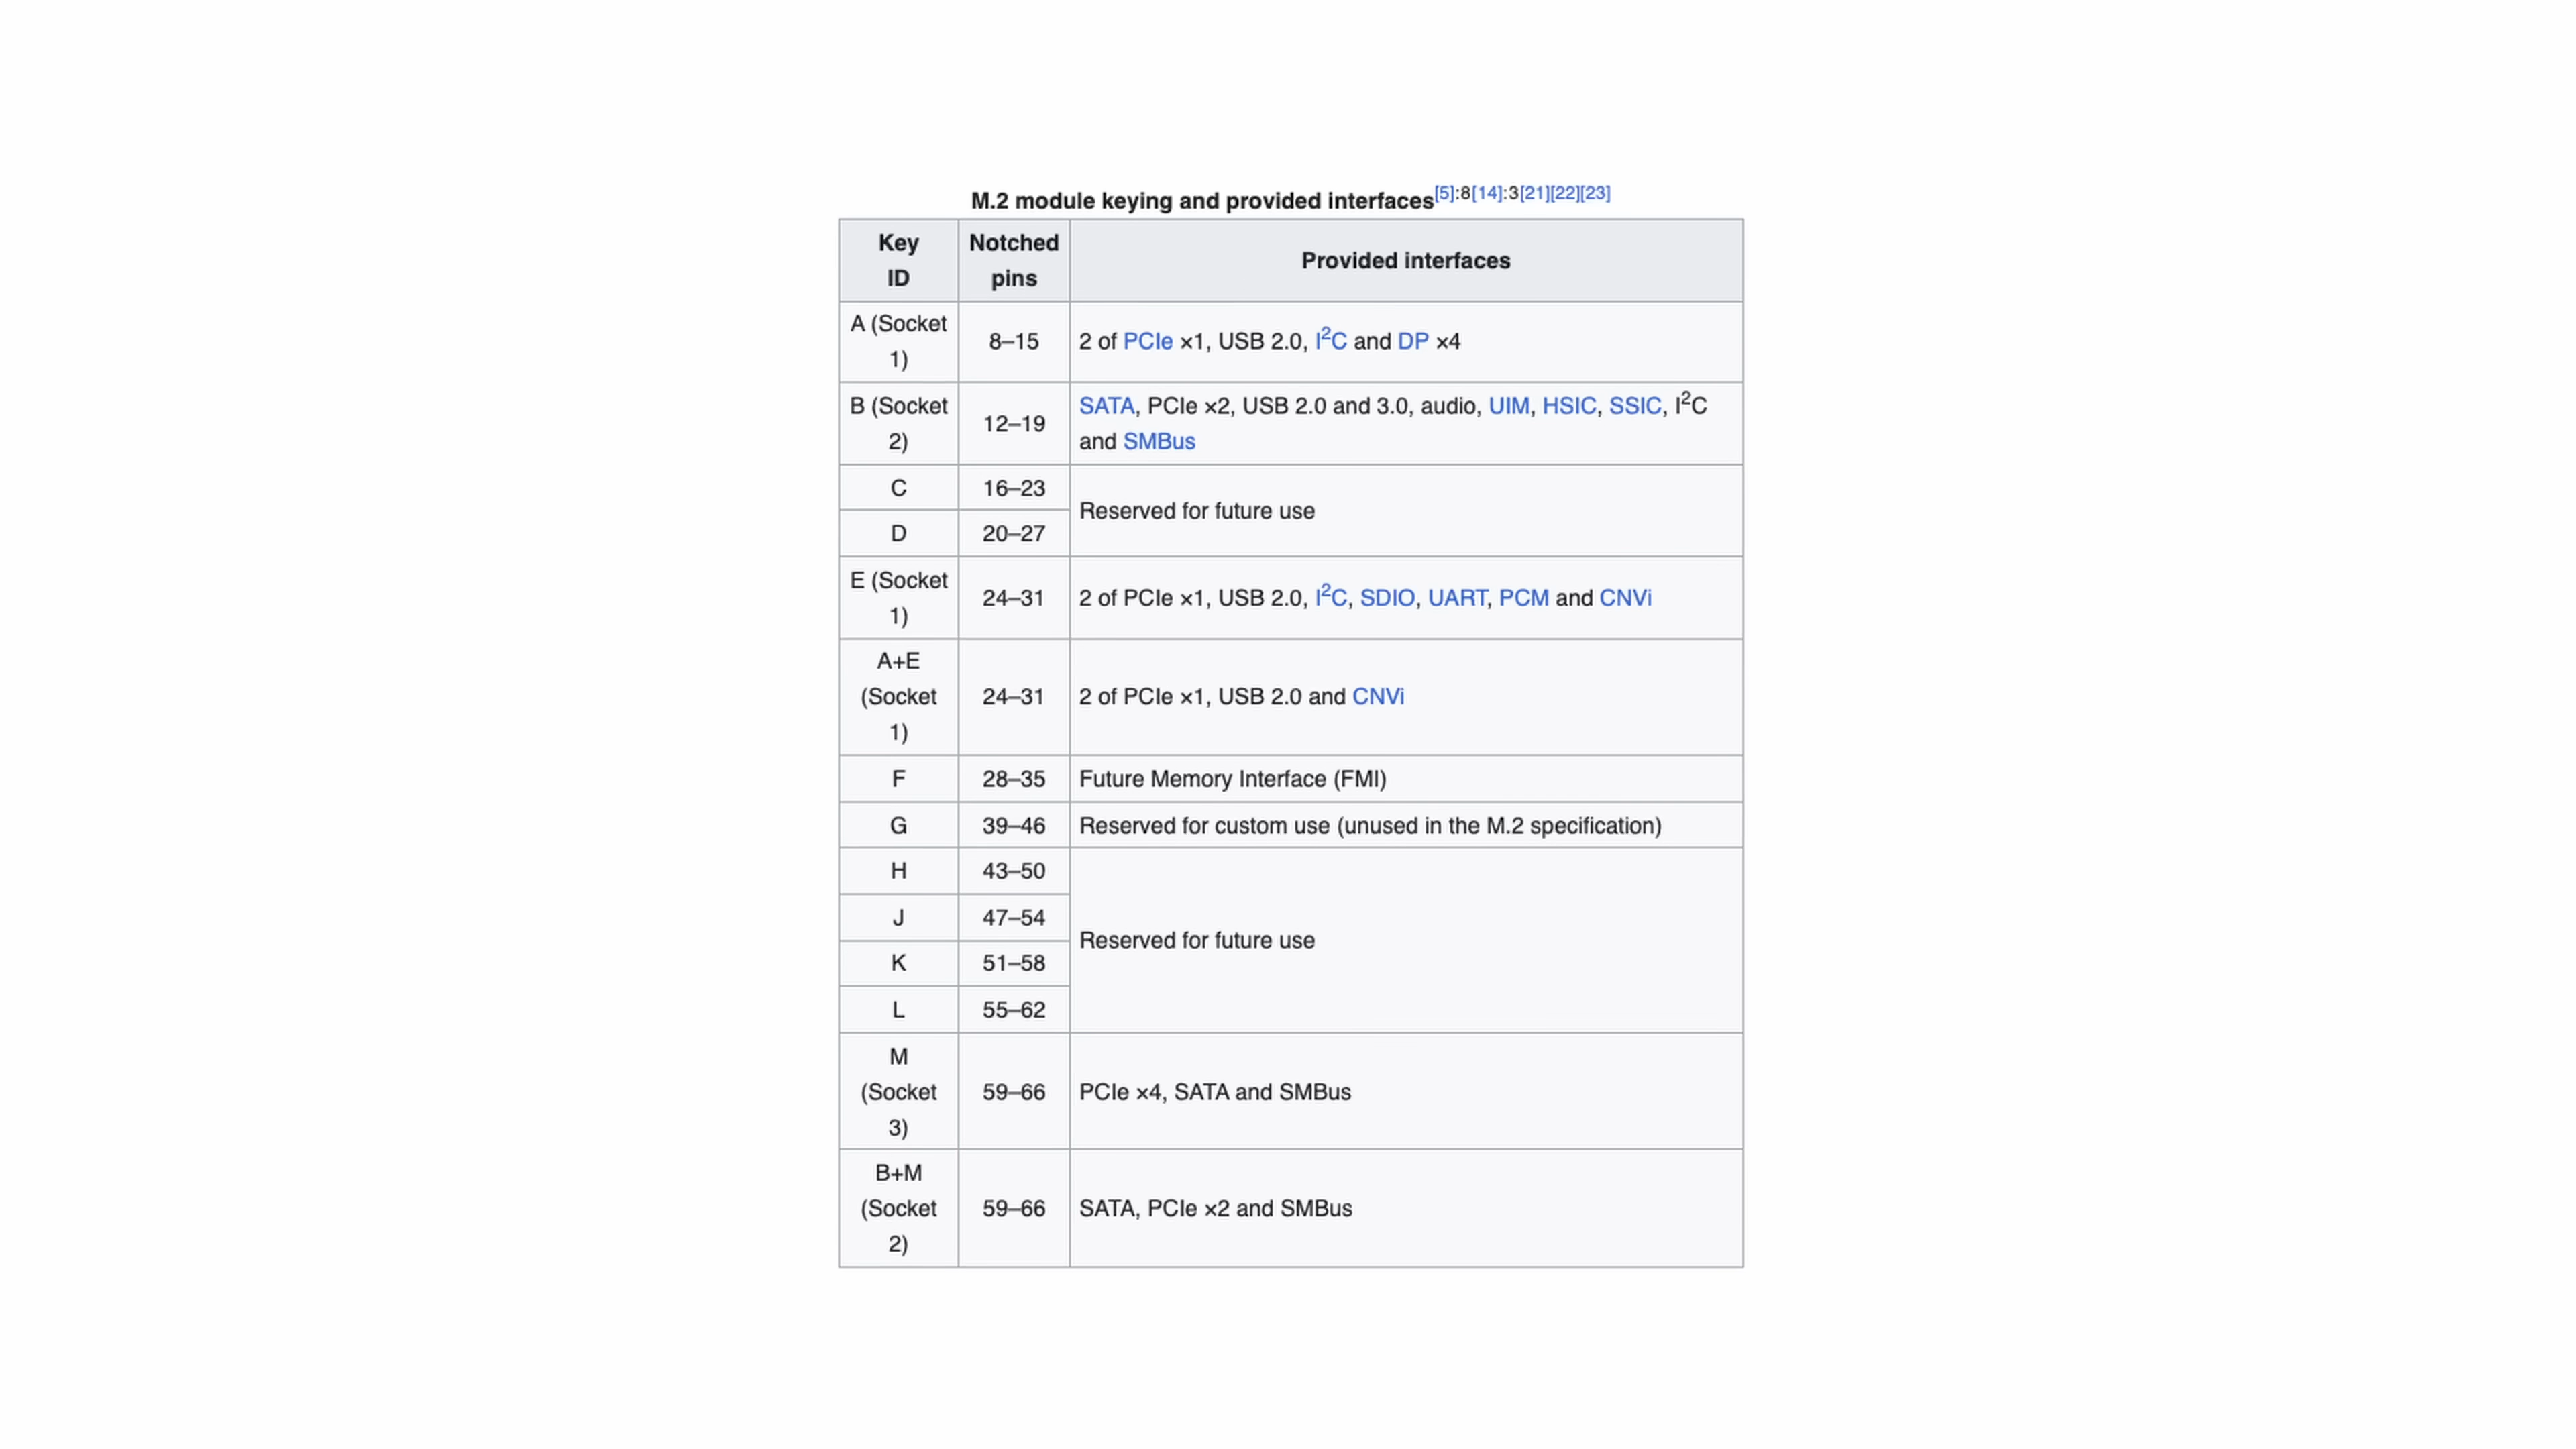 M.2 module keying and provided interfaces[5]:8[14]:3[21][22][23]
Key
ID
Notched
pins
Provided interfaces
A (Socket
1)
8–15
2 of PCIe ×1, USB 2.0, I2C and DP ×4
B (Socket
2)
12–19
SATA, PCIe ×2, USB 2.0 and 3.0, audio, UIM, HSIC, SSIC, I2C
and SMBus
C
16–23
Reserved for future use
D
20–27
E (Socket
1)
24–31
2 of PCIe ×1, USB 2.0, I2C, SDIO, UART, PCM and CNVi
A+E
(Socket
1)
24–31
2 of PCIe ×1, USB 2.0 and CNVi
F
28–35
Future Memory Interface (FMI)
G
39–46
Reserved for custom use (unused in the M.2 specification)
H
43–50
Reserved for future use
J
47–54
K
51–58
L
55–62
M
(Socket
3)
59–66
PCIe ×4, SATA and SMBus
B+M
(Socket
2)
59–66
SATA, PCIe ×2 and SMBus